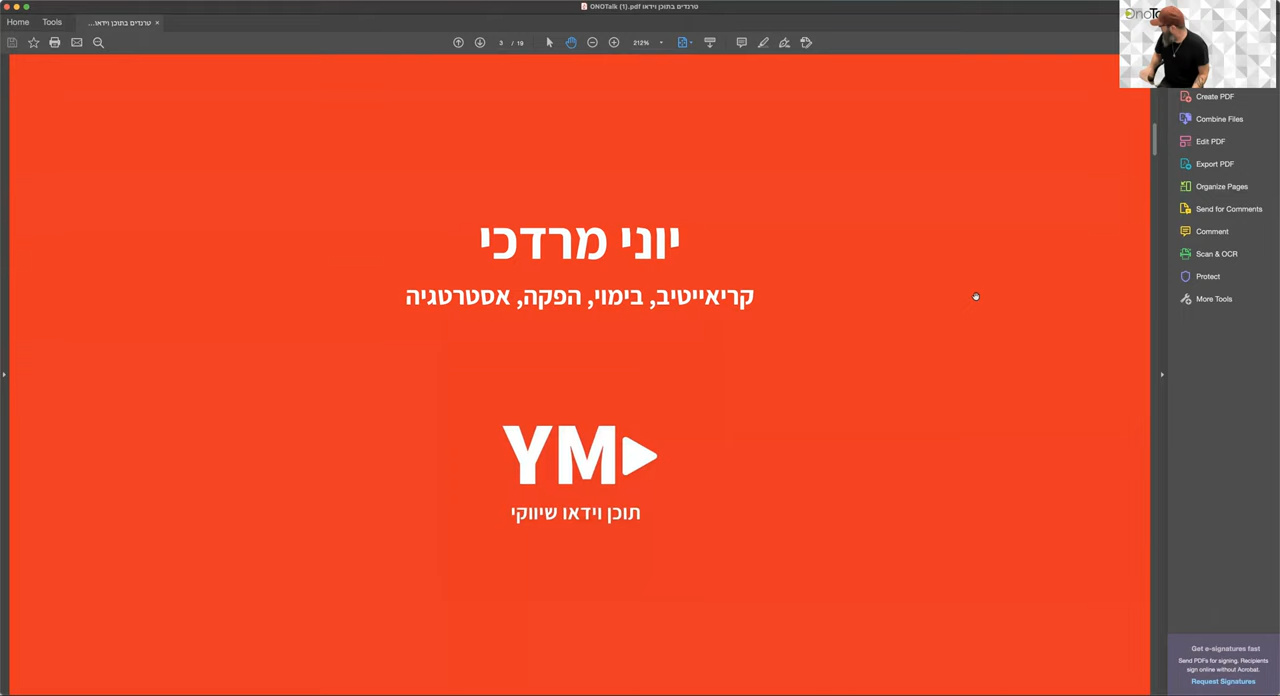 טרנדים בתוכן וידאו ONOTalk (1).pdf
Home
Tools
טרנדים בתוכן וידאו...
3 / 19
212%
Create PDF
Combine Files
Edit PDF
Export PDF
Organize Pages
Send for Comments
Comment
Scan & OCR
Protect
More Tools
יוני מרדכי
קריאייטיב, בימוי, הפקה, אסטרטגיה
YM
תוכן וידאו שיווקי
Get e-signatures fast
Send PDFs for signing. Recipients
sign online without Acrobat.
Request Signatures